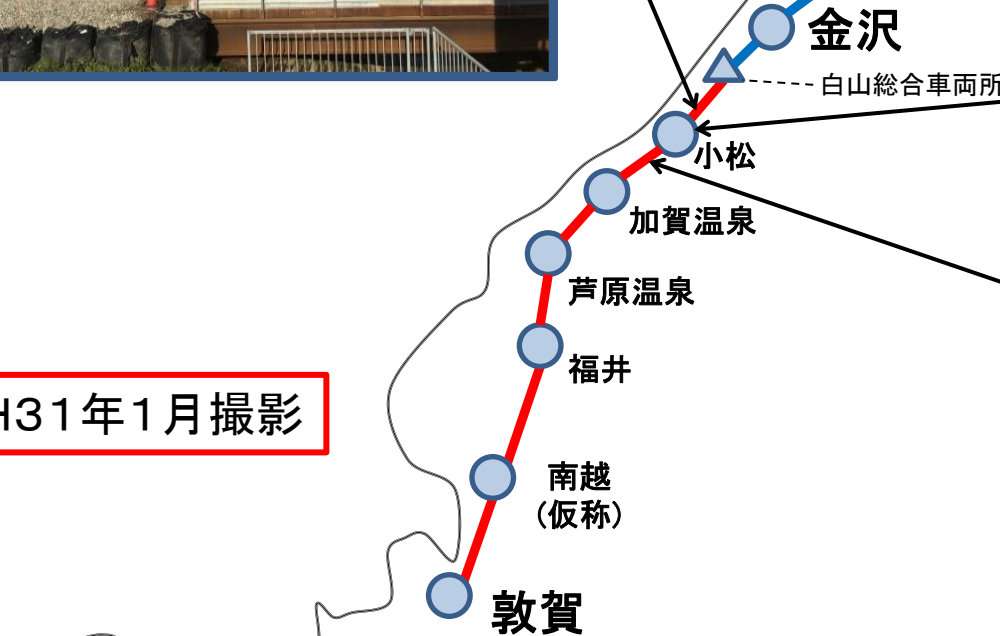 金沢
白山総合車両所
小松
加賀温泉
芦原温泉
福井
H31年1月撮影
南越
(仮称)
敦賀